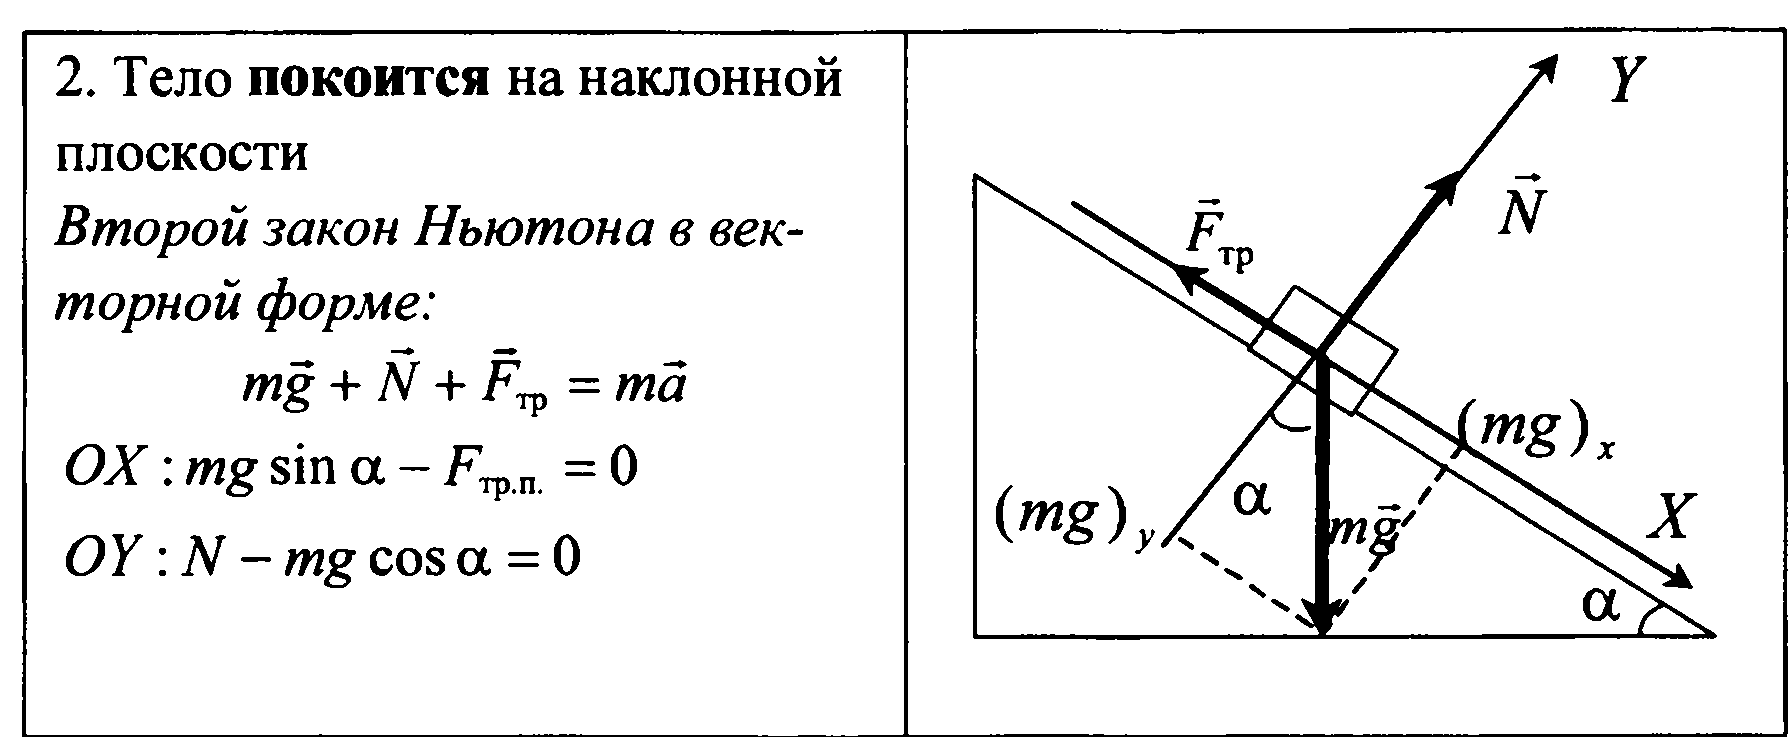 2. Тело покоится на наклонной
плоскости
Второй закон Ньютона в век-
торной форме:
mg⃗ + N⃗ + F⃗тр = ma⃗
OX : mg sin α – Fтр.п. = 0
OY : N – mg cos α = 0
Y
N⃗
F⃗тр
(mg)x
α
(mg)y
mg⃗
X
α